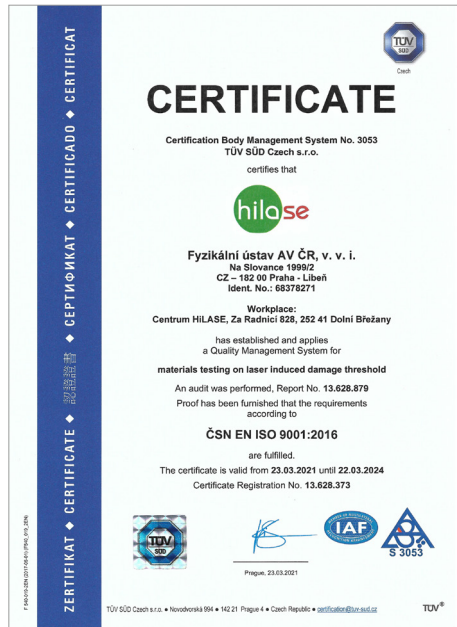 TÜV
SÜD
Czech
CERTIFICATE
Certification Body Management System No. 3053
TÜV SÜD Czech s.r.o.
certifies that
hilase
Fyzikální ústav AV ČR, v. v. i.
Na Slovance 1999/2
CZ – 182 00 Praha - Libeň
Ident. No.: 68378271
Workplace:
Centrum HiLASE, Za Radnicí 828, 252 41 Dolní Břežany
has established and applies
a Quality Management System for
materials testing on laser induced damage threshold
An audit was performed, Report No. 13.628.879
Proof has been furnished that the requirements
according to
ČSN EN ISO 9001:2016
are fulfilled.
The certificate is valid from 23.03.2021 until 22.03.2024
Certificate Registration No. 13.628.373
TÜV
SÜD
IAF
S 3053
Prague, 23.03.2021
TÜV SÜD Czech s.r.o. ● Novodvorská 994 ● 142 21 Prague 4 ● Czech Republic ● certification@tuv-sud.cz
TÜV®
ZERTIFIKAT ◆ CERTIFICATE ◆ 認證證書 ◆ СЕРТИФИКАТ ◆ CERTIFICADO ◆ CERTIFICAT